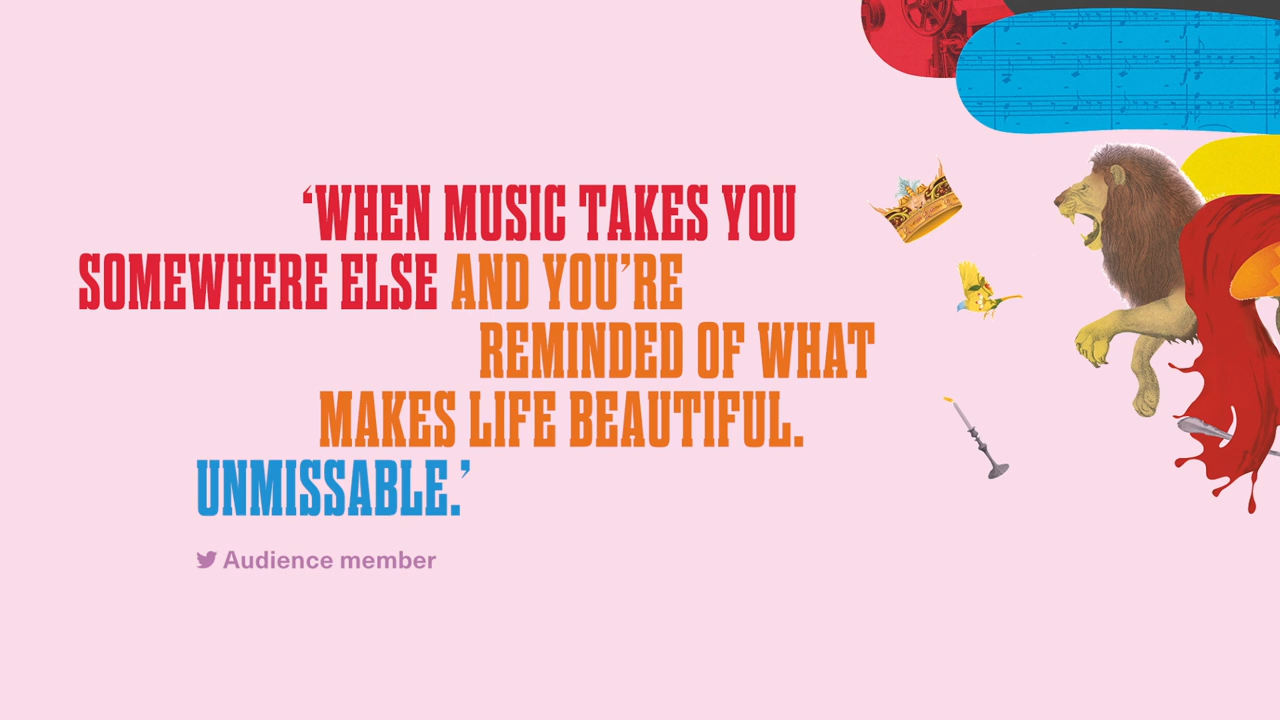 ‘WHEN MUSIC TAKES YOU
SOMEWHERE ELSE AND YOU’RE
REMINDED OF WHAT
MAKES LIFE BEAUTIFUL.
UNMISSABLE.’
Audience member